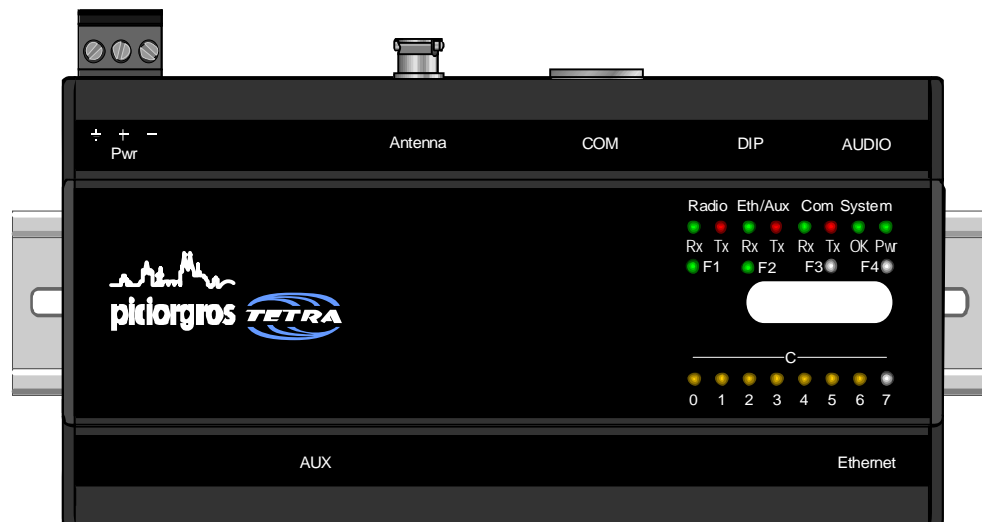 ⏚ + −
Pwr
Antenna
COM
DIP
AUDIO
Radio Eth/Aux Com System
Rx Tx Rx Tx Rx Tx OK Pwr
F1 F2 F3 F4
piciorgros TETRA
C
0 1 2 3 4 5 6 7
AUX
Ethernet